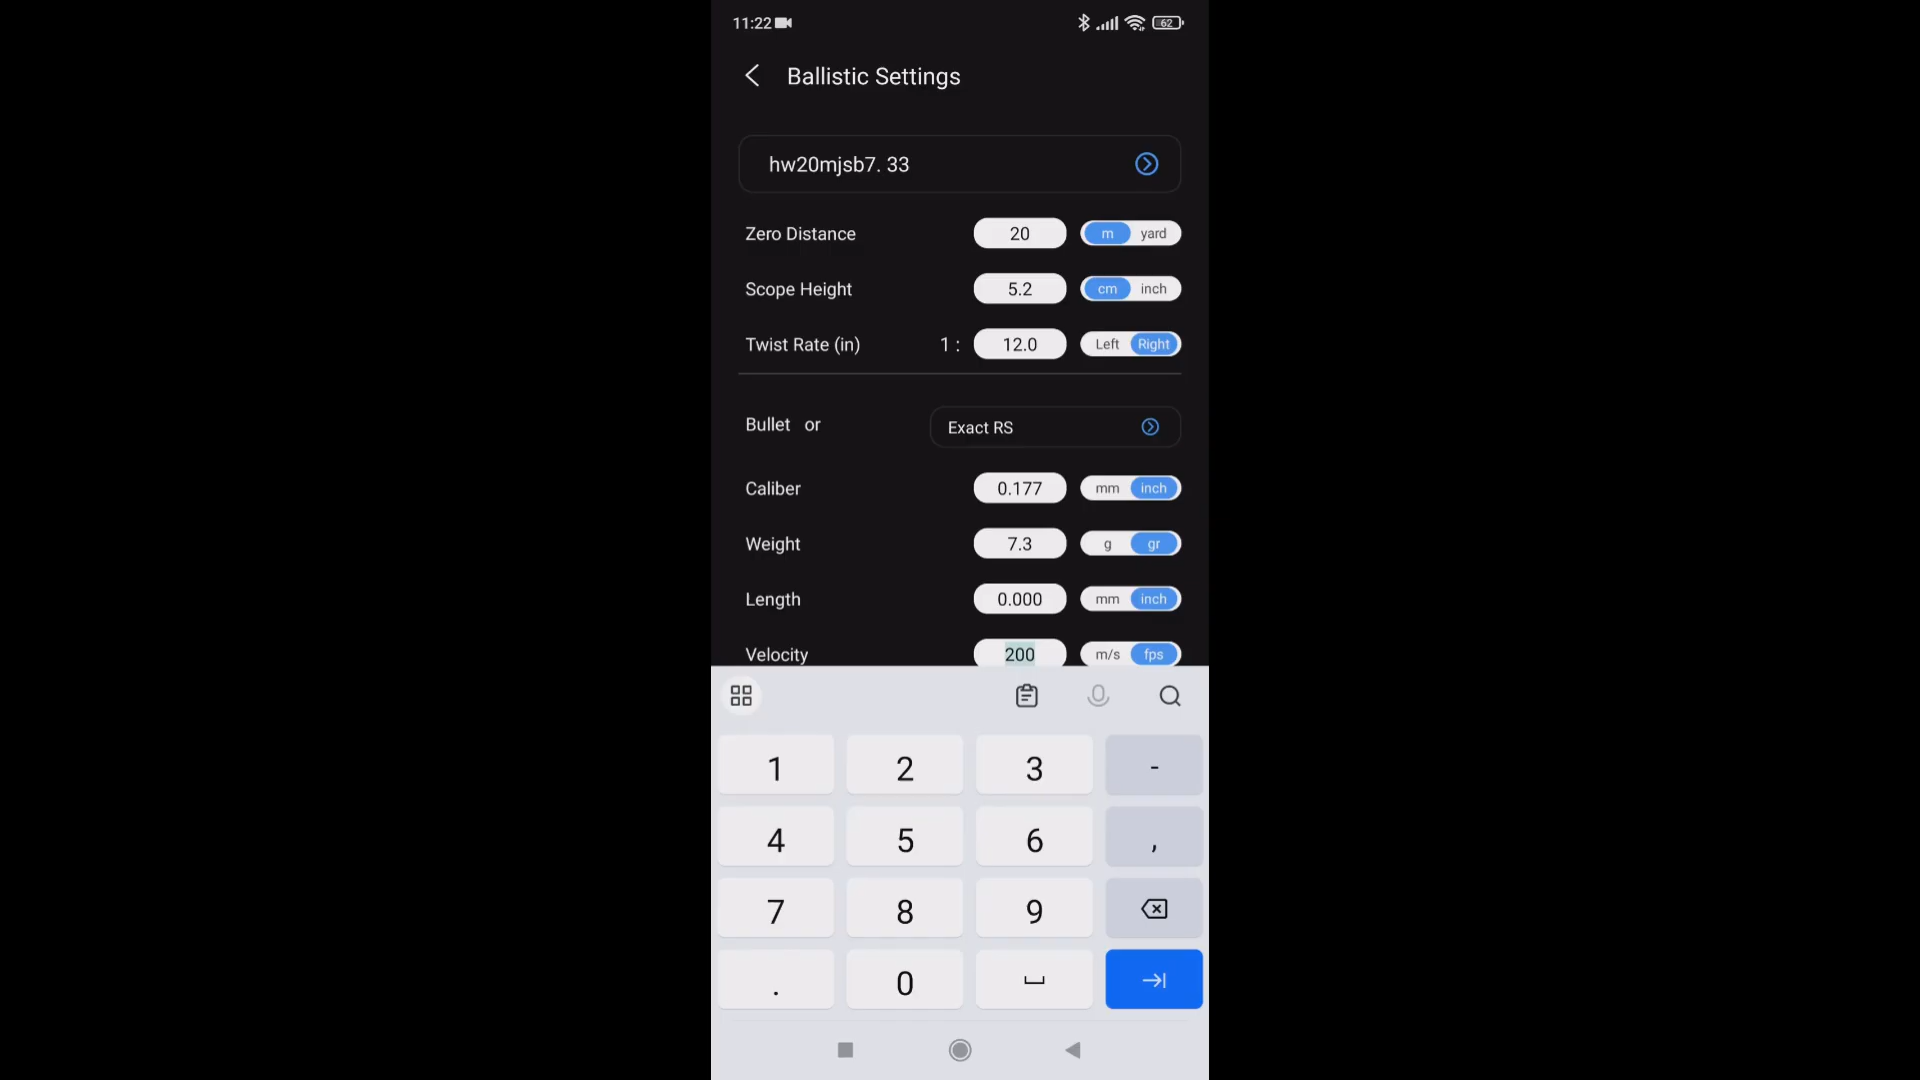 11:22 62
Ballistic Settings
hw20mjsb7. 33
Zero Distance 20 m yard
Scope Height 5.2 cm inch
Twist Rate (in) 1 : 12.0 Left Right
Bullet or Exact RS
Caliber 0.177 mm inch
Weight 7.3 g gr
Length 0.000 mm inch
Velocity 200 m/s fps
1 2 3 -
4 5 6 ,
7 8 9
. 0